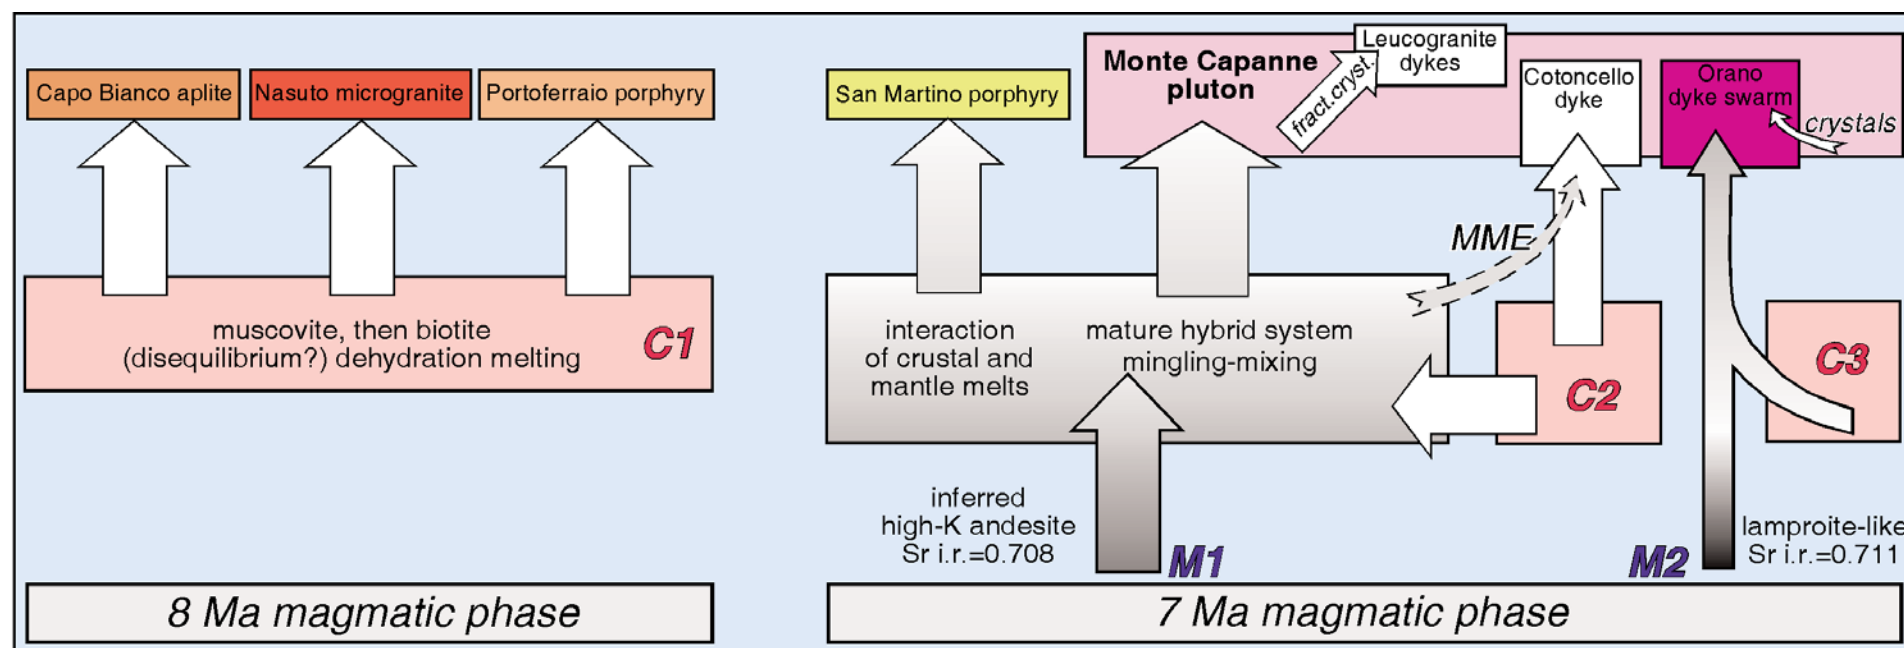 Capo Bianco aplite
Nasuto microgranite
Portoferraio porphyry
muscovite, then biotite
(disequilibrium?) dehydration melting
C1
8 Ma magmatic phase
San Martino porphyry
Monte Capanne
pluton
fract.cryst.
Leucogranite
dykes
Cotoncello
dyke
Orano
dyke swarm
crystals
MME
interaction
of crustal and
mantle melts
mature hybrid system
mingling-mixing
C2
C3
inferred
high-K andesite
Sr i.r.=0.708
M1
M2
lamproite-like
Sr i.r.=0.711
7 Ma magmatic phase